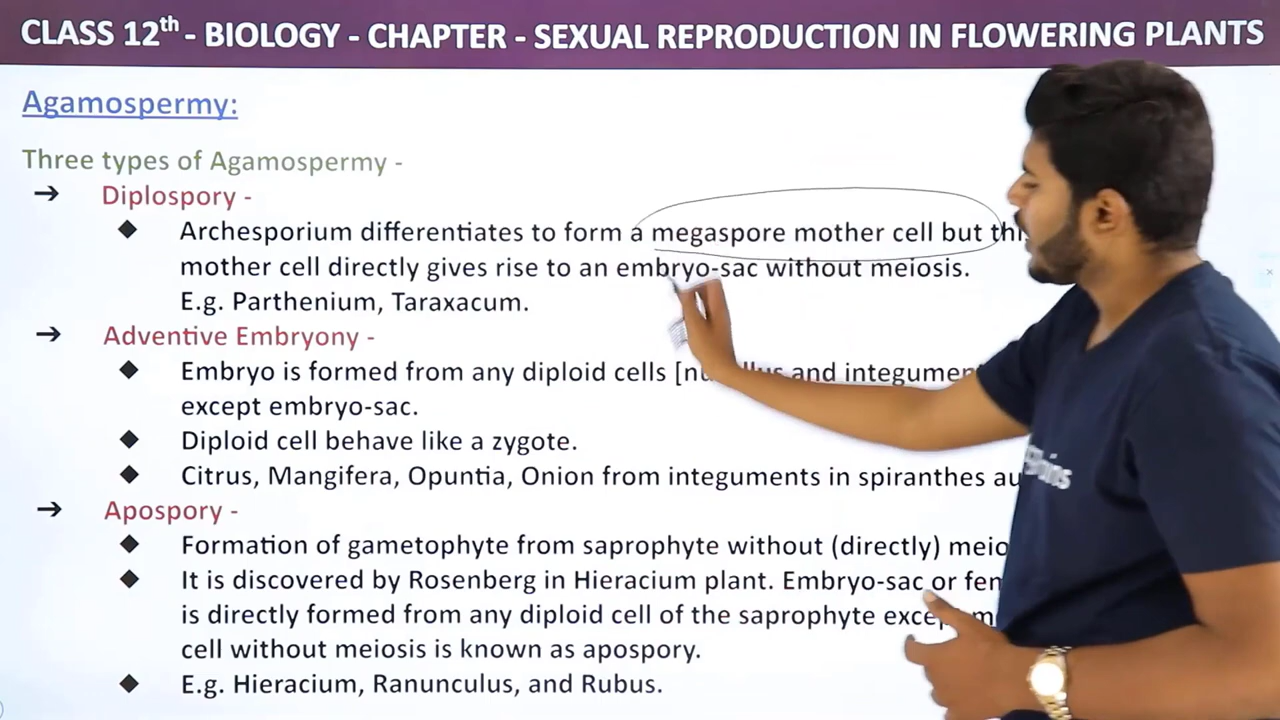 CLASS 12th - BIOLOGY - CHAPTER - SEXUAL REPRODUCTION IN FLOWERING PLANTS
Agamospermy:
Three types of Agamospermy -
➔ Diplospory -
◆ Archesporium differentiates to form a megaspore mother cell but
mother cell directly gives rise to an embryo-sac without meiosis.
E.g. Parthenium, Taraxacum.
➔ Adventive Embryony -
◆ Embryo is formed from any diploid cells and
except embryo-sac.
◆ Diploid cell behave like a zygote.
◆ Citrus, Mangifera, Opuntia, Onion from integuments in spiranthes
➔ Apospory -
◆ Formation of gametophyte from saprophyte without (directly)
◆ It is discovered by Rosenberg in Hieracium plant. Embryo-sac or
is directly formed from any diploid cell of the saprophyte
cell without meiosis is known as apospory.
◆ E.g. Hieracium, Ranunculus, and Rubus.